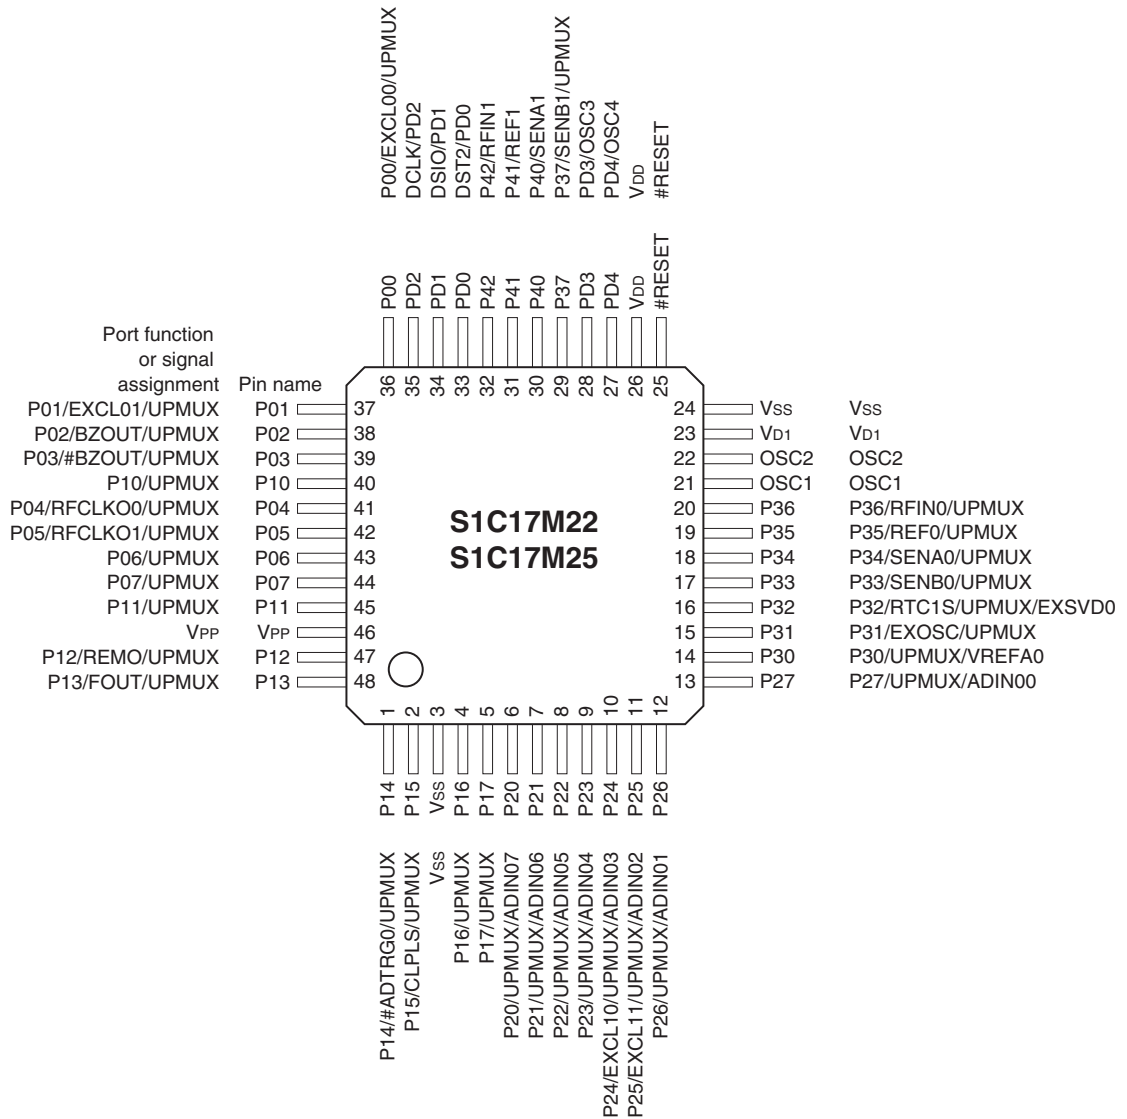 P00/EXCL00/UPMUX
DCLK/PD2
DSIO/PD1
DST2/PD0
P42/RFIN1
P41/REF1
P40/SENA1
P37/SENB1/UPMUX
PD3/OSC3
PD4/OSC4
VDD
#RESET
P00
PD2
PD1
PD0
P42
P41
P40
P37
PD3
PD4
VDD
#RESET
36
35
34
33
32
31
30
29
28
27
26
25
Port function
or signal
assignment Pin name
P01/EXCL01/UPMUX P01 37
P02/BZOUT/UPMUX P02 38
P03/#BZOUT/UPMUX P03 39
P10/UPMUX P10 40
P04/RFCLKO0/UPMUX P04 41
P05/RFCLKO1/UPMUX P05 42
P06/UPMUX P06 43
P07/UPMUX P07 44
P11/UPMUX P11 45
VPP VPP 46
P12/REMO/UPMUX P12 47
P13/FOUT/UPMUX P13 48
S1C17M22
S1C17M25
24 VSS VSS
23 VD1 VD1
22 OSC2 OSC2
21 OSC1 OSC1
20 P36 P36/RFIN0/UPMUX
19 P35 P35/REF0/UPMUX
18 P34 P34/SENA0/UPMUX
17 P33 P33/SENB0/UPMUX
16 P32 P32/RTC1S/UPMUX/EXSVD0
15 P31 P31/EXOSC/UPMUX
14 P30 P30/UPMUX/VREFA0
13 P27 P27/UPMUX/ADIN00
1
2
3
4
5
6
7
8
9
10
11
12
P14
P15
VSS
P16
P17
P20
P21
P22
P23
P24
P25
P26
P14/#ADTRG0/UPMUX
P15/CLPLS/UPMUX
VSS
P16/UPMUX
P17/UPMUX
P20/UPMUX/ADIN07
P21/UPMUX/ADIN06
P22/UPMUX/ADIN05
P23/UPMUX/ADIN04
P24/EXCL10/UPMUX/ADIN03
P25/EXCL11/UPMUX/ADIN02
P26/UPMUX/ADIN01